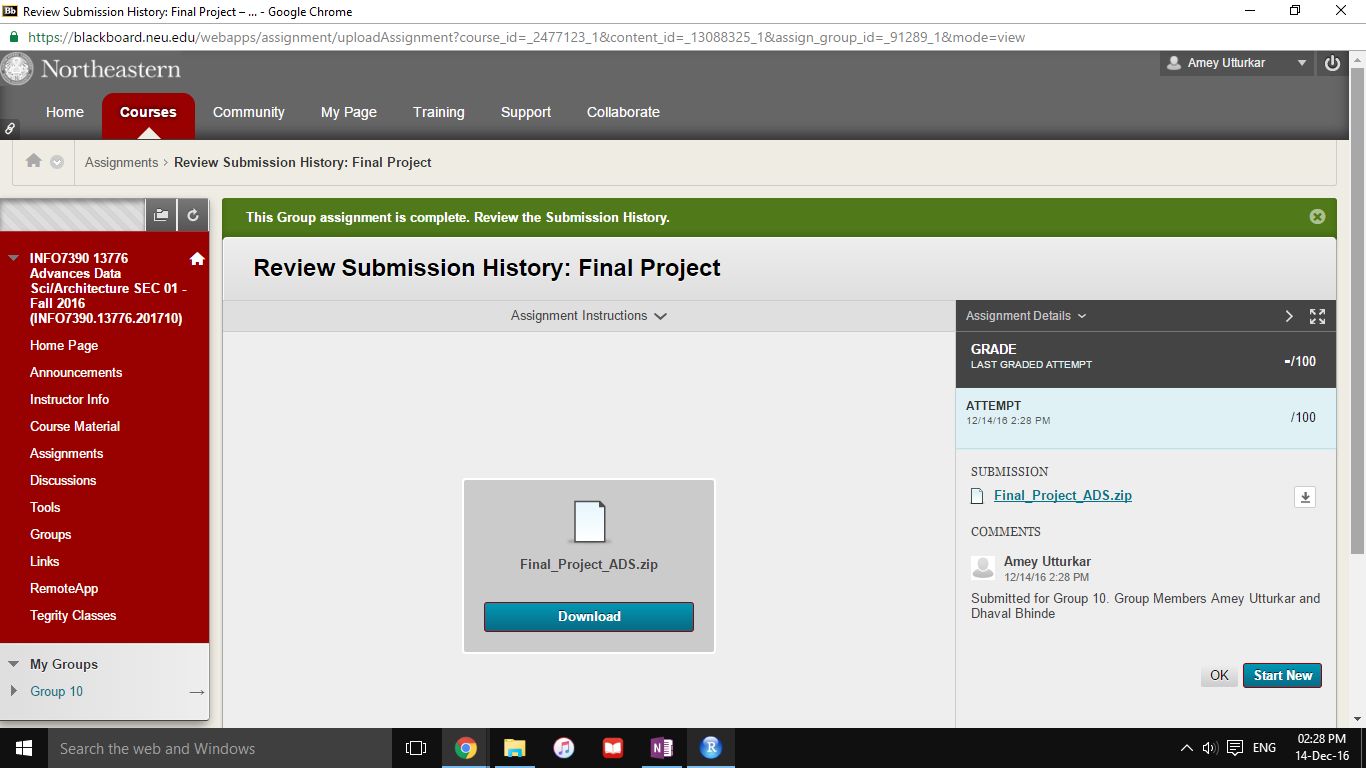 Bb Review Submission History: Final Project – ... - Google Chrome
https://blackboard.neu.edu/webapps/assignment/uploadAssignment?course_id=_2477123_1&content_id=_13088325_1&assign_group_id=_91289_1&mode=view
Northeastern
Amey Utturkar
Home Courses Community My Page Training Support Collaborate
Assignments > Review Submission History: Final Project
This Group assignment is complete. Review the Submission History.
INFO7390 13776
Advances Data
Sci/Architecture SEC 01 -
Fall 2016
(INFO7390.13776.201710)
Home Page
Announcements
Instructor Info
Course Material
Assignments
Discussions
Tools
Groups
Links
RemoteApp
Tegrity Classes
My Groups
Group 10
Review Submission History: Final Project
Assignment Instructions
Final_Project_ADS.zip
Download
Assignment Details
GRADE
LAST GRADED ATTEMPT
-/100
ATTEMPT
12/14/16 2:28 PM
/100
SUBMISSION
Final_Project_ADS.zip
COMMENTS
Amey Utturkar
12/14/16 2:28 PM
Submitted for Group 10. Group Members Amey Utturkar and
Dhaval Bhinde
OK Start New
Search the web and Windows
N
R
ENG
02:28 PM
14-Dec-16